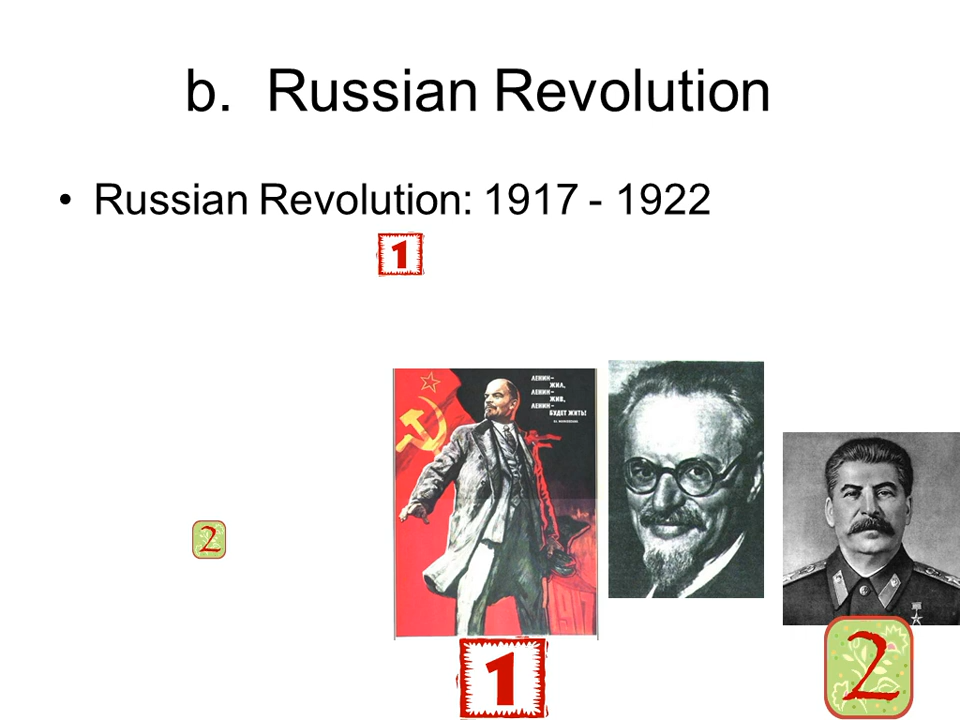 b. Russian Revolution
• Russian Revolution: 1917 - 1922
1
ЛЕНИН–
ЖИЛ,
ЛЕНИН–
ЖИВ,
ЛЕНИН–
БУДЕТ ЖИТЬ!
2
1
2